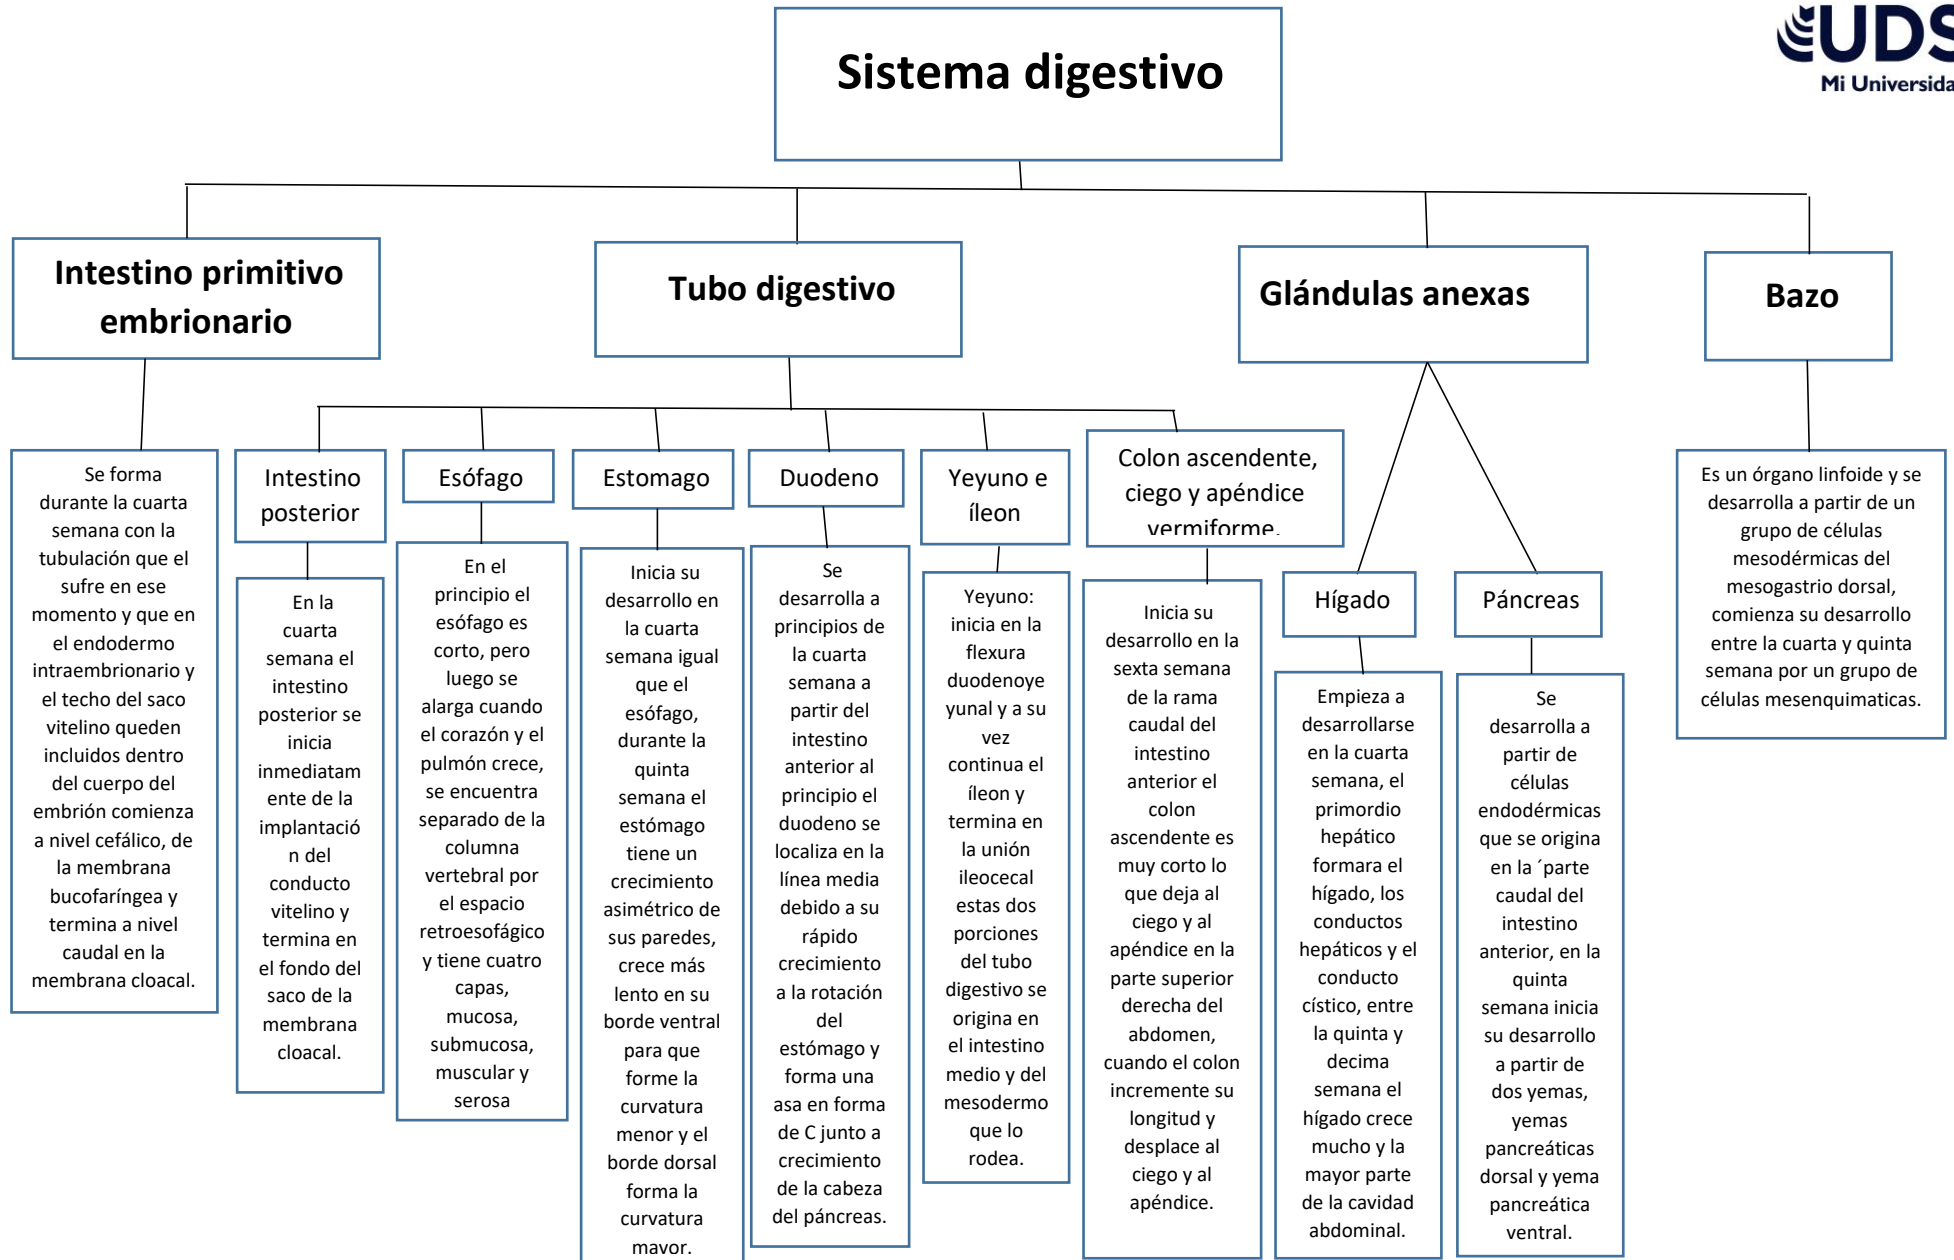 UDS
Mi Universida
Sistema digestivo
Intestino primitivo
embrionario
Tubo digestivo
Glándulas anexas
Bazo
Se forma
durante la cuarta
semana con la
tubulación que el
sufre en ese
momento y que en
el endodermo
intraembrionario y
el techo del saco
vitelino queden
incluidos dentro
del cuerpo del
embrión comienza
a nivel cefálico, de
la membrana
bucofaríngea y
termina a nivel
caudal en la
membrana cloacal.
Intestino
posterior
En la
cuarta
semana el
intestino
posterior se
inicia
inmediatam
ente de la
implantació
n del
conducto
vitelino y
termina en
el fondo del
saco de la
membrana
cloacal.
Esófago
En el
principio el
esófago es
corto, pero
luego se
alarga cuando
el corazón y el
pulmón crece,
se encuentra
separado de la
columna
vertebral por
el espacio
retroesofágico
y tiene cuatro
capas,
mucosa,
submucosa,
muscular y
serosa
Estomago
Inicia su
desarrollo en
la cuarta
semana igual
que el
esófago,
durante la
quinta
semana el
estómago
tiene un
crecimiento
asimétrico de
sus paredes,
crece más
lento en su
borde ventral
para que
forme la
curvatura
menor y el
borde dorsal
forma la
curvatura
mayor.
Duodeno
Se
desarrolla a
principios de
la cuarta
semana a
partir del
intestino
anterior al
principio el
duodeno se
localiza en la
línea media
debido a su
rápido
crecimiento
a la rotación
del
estómago y
forma una
asa en forma
de C junto a
crecimiento
de la cabeza
del páncreas.
Yeyuno e
íleon
Yeyuno:
inicia en la
flexura
duodenoye
yunal y a su
vez
continua el
íleon y
termina en
la unión
ileocecal
estas dos
porciones
del tubo
digestivo se
origina en
el intestino
medio y del
mesodermo
que lo
rodea.
Colon ascendente,
ciego y apéndice
vermiforme.
Inicia su
desarrollo en la
sexta semana
de la rama
caudal del
intestino
anterior el
colon
ascendente es
muy corto lo
que deja al
ciego y al
apéndice en la
parte superior
derecha del
abdomen,
cuando el colon
incremente su
longitud y
desplace al
ciego y al
apéndice.
Hígado
Empieza a
desarrollarse
en la cuarta
semana, el
primordio
hepático
formara el
hígado, los
conductos
hepáticos y el
conducto
cístico, entre
la quinta y
decima
semana el
hígado crece
mucho y la
mayor parte
de la cavidad
abdominal.
Páncreas
Se
desarrolla a
partir de
células
endodérmicas
que se origina
en la ´parte
caudal del
intestino
anterior, en la
quinta
semana inicia
su desarrollo
a partir de
dos yemas,
yemas
pancreáticas
dorsal y yema
pancreática
ventral.
Es un órgano linfoide y se
desarrolla a partir de un
grupo de células
mesodérmicas del
mesogastrio dorsal,
comienza su desarrollo
entre la cuarta y quinta
semana por un grupo de
células mesenquimaticas.